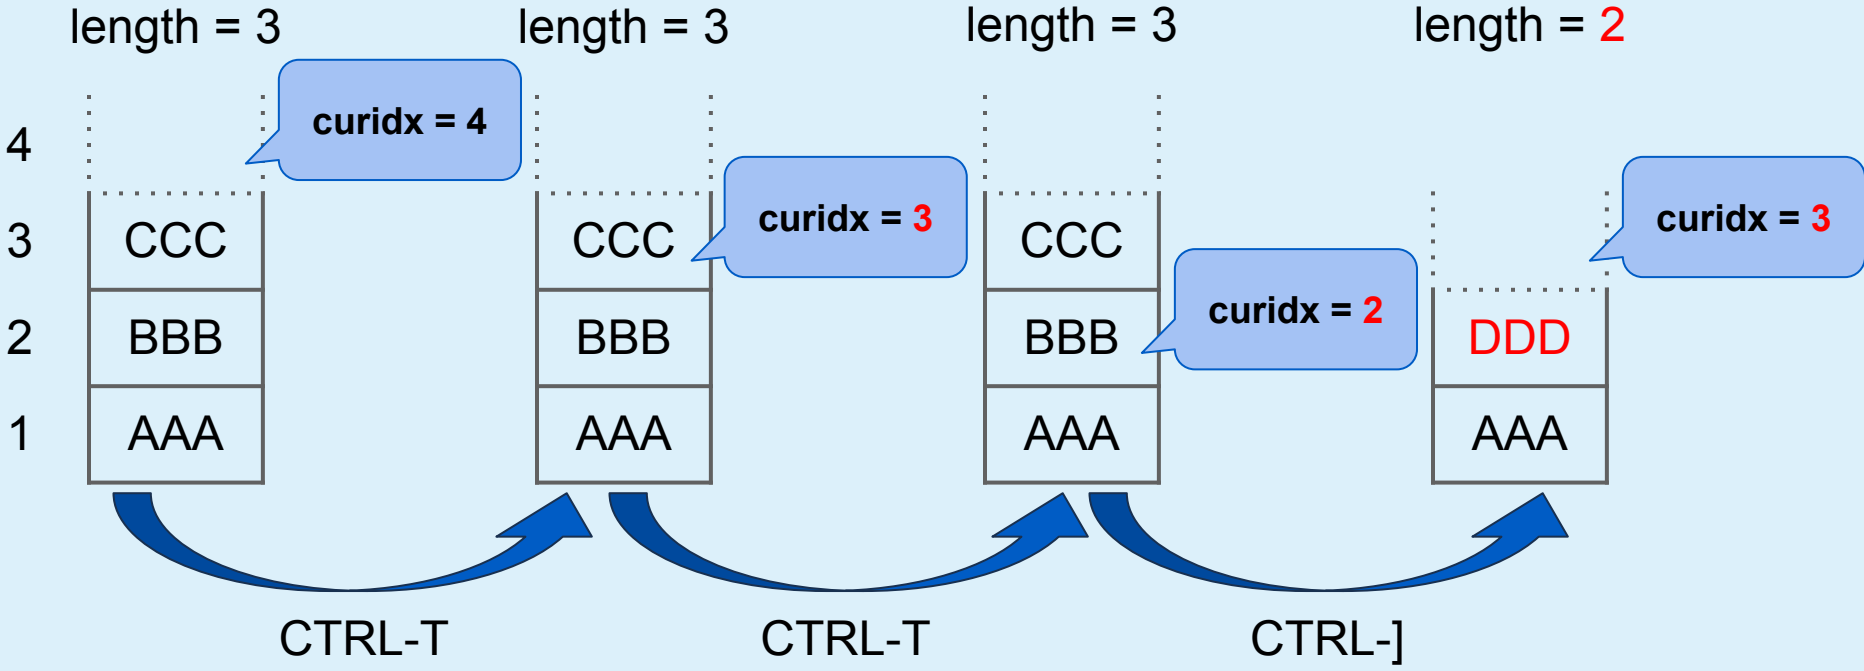 length = 3
length = 3
length = 3
length = 2
curidx = 4
4
curidx = 3
curidx = 3
3
CCC
CCC
CCC
curidx = 2
2
BBB
BBB
BBB
DDD
1
AAA
AAA
AAA
AAA
CTRL-T
CTRL-T
CTRL-]